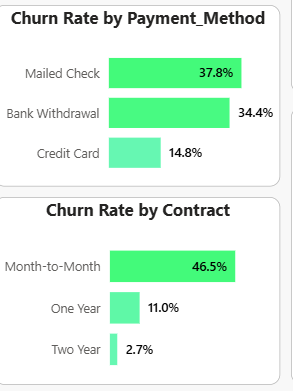 Churn Rate by Payment_Method
Mailed Check 37.8%
Bank Withdrawal 34.4%
Credit Card 14.8%
Churn Rate by Contract
Month-to-Month 46.5%
One Year 11.0%
Two Year 2.7%